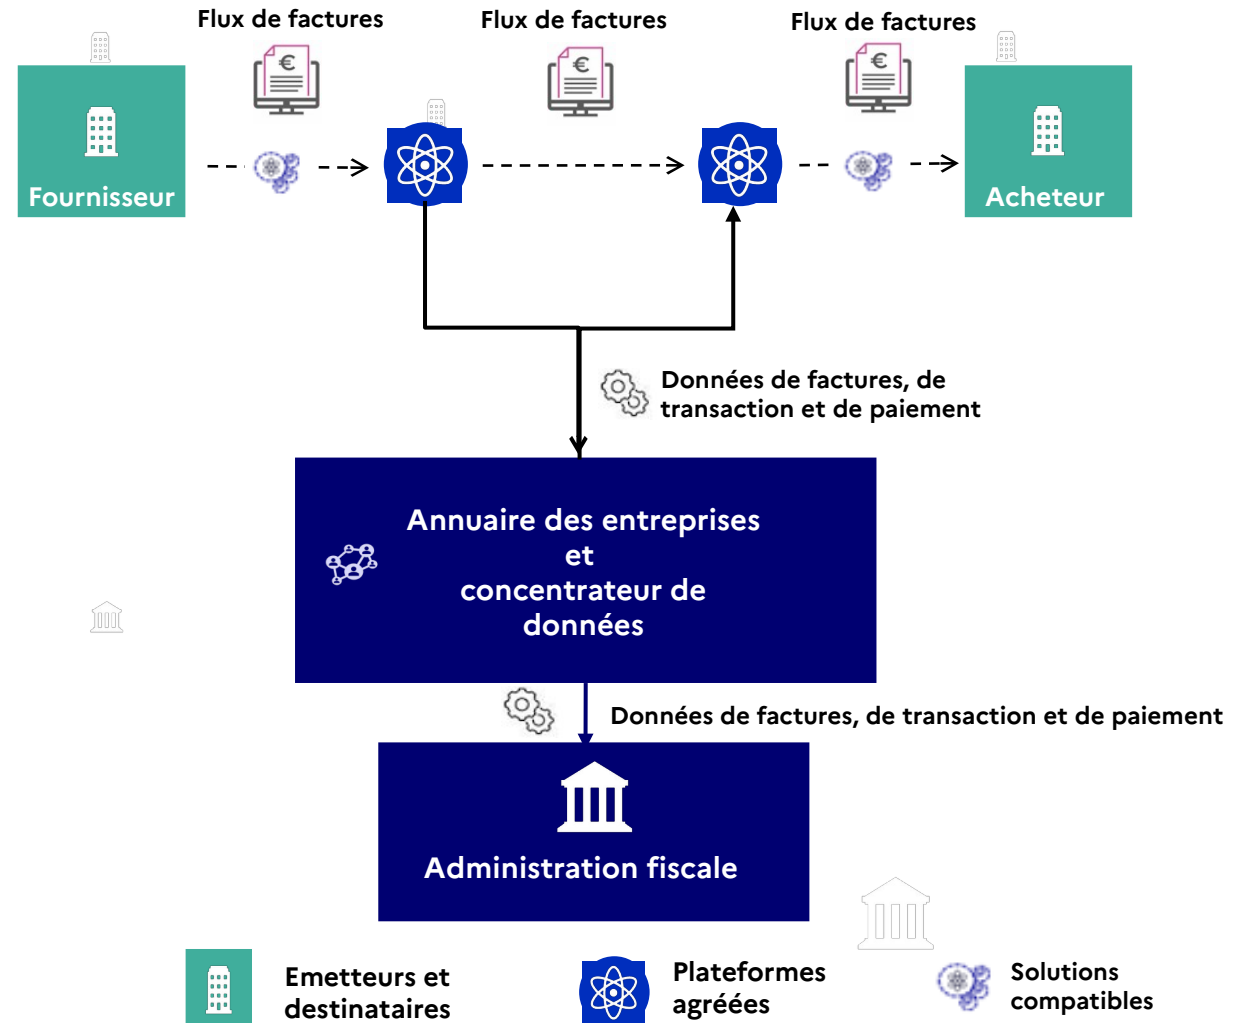 Flux de factures
Flux de factures
Flux de factures
Fournisseur
Acheteur
Données de factures, de
transaction et de paiement
Annuaire des entreprises
et
concentrateur de
données
Données de factures, de transaction et de paiement
Administration fiscale
Emetteurs et
destinataires
Plateformes
agréées
Solutions
compatibles